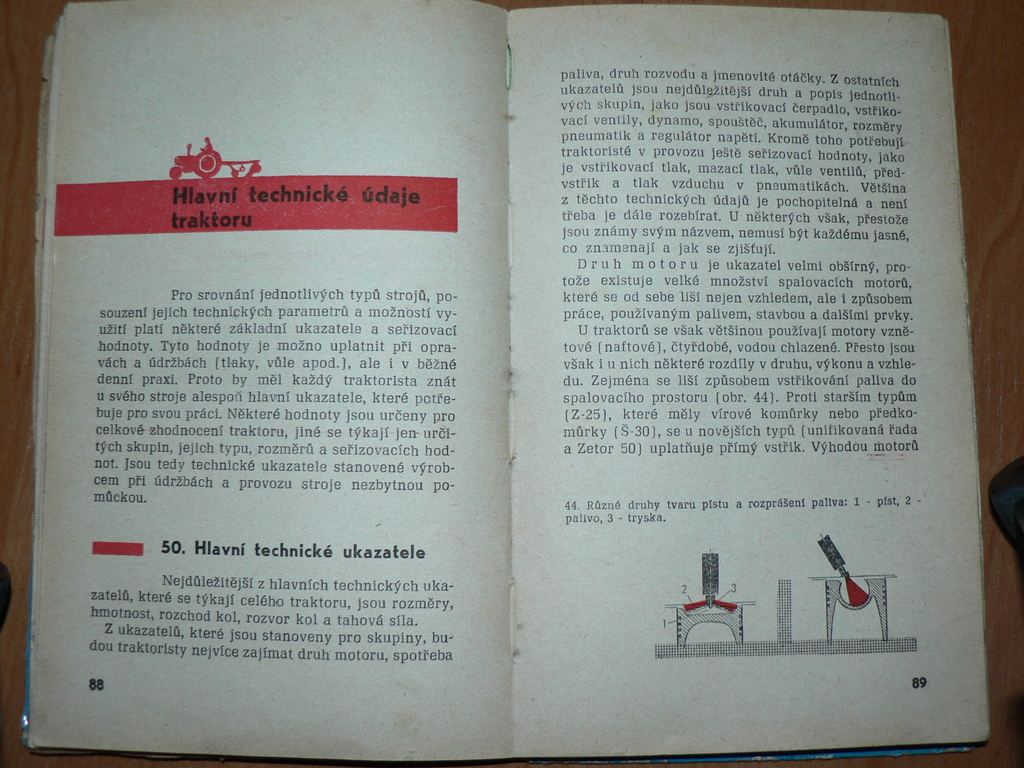 Hlavní technické údaje
traktoru
Pro srovnání jednotlivých typů strojů, po-
souzení jejich technických parametrů a možností vy-
užití platí některé základní ukazatele a seřizovací
hodnoty. Tyto hodnoty je možno uplatnit při opra-
vách a údržbách (tlaky, vůle apod.), ale i v běžné
denní praxi. Proto by měl každý traktorista znát
u svého stroje alespoň hlavní ukazatele, které potře-
buje pro svou práci. Některé hodnoty jsou určeny pro
celkové zhodnocení traktoru, jiné se týkají jen urči-
tých skupin, jejich typu, rozměrů a seřizovacích hod-
not. Jsou tedy technické ukazatele stanovené výrob-
cem při údržbách a provozu stroje nezbytnou po-
můckou.
50. Hlavní technické ukazatele
Nejdůležitější z hlavních technických uka-
zatelů, které se týkají celého traktoru, jsou rozměry,
hmotnost, rozchod kol, rozvor kol a tahová síla.
Z ukazatelů, které jsou stanoveny pro skupiny, bu-
dou traktoristy nejvíce zajímat druh motoru, spotřeba
88
paliva, druh rozvodu a jmenovité otáčky. Z ostatních
ukazatelů jsou nejdůležitější druh a popis jednotli-
vých skupin, jako jsou vstřikovací čerpadlo, vstřiko-
vací ventily, dynamo, spouštěč, akumulátor, rozměry
pneumatik a regulátor napětí. Kromě toho potřebují
traktoristé v provozu ještě seřizovací hodnoty, jako
je vstřikovací tlak, mazací tlak, vůle ventilů, před-
vstřik a tlak vzduchu v pneumatikách. Většina
z těchto technických údajů je pochopitelná a není
třeba je dále rozebírat. U některých však, přestože
jsou známy svým názvem, nemusí být každému jasné,
co znamenají a jak se zjišťují.
Druh motoru je ukazatel velmi obšírný, pro-
tože existuje velké množství spalovacích motorů,
které se od sebe liší nejen vzhledem, ale i způsobem
práce, používaným palivem, stavbou a dalšími prvky.
U traktorů se však většinou používají motory vzně-
tové (naftové), čtyřdobé, vodou chlazené. Přesto jsou
však i u nich některé rozdíly v druhu, výkonu a vzhle-
du. Zejména se liší způsobem vstřikování paliva do
spalovacího prostoru (obr. 44). Proti starším typům
(Z-25), které měly vírové komůrky nebo předko-
můrky (Š-30), se u novějších typů (unifikovaná řada
a Zetor 50) uplatňuje přímý vstřik. Výhodou motorů
44. Různé druhy tvaru pístu a rozprášení paliva: 1 - píst, 2 -
palivo, 3 - tryska.
2 3
1
89